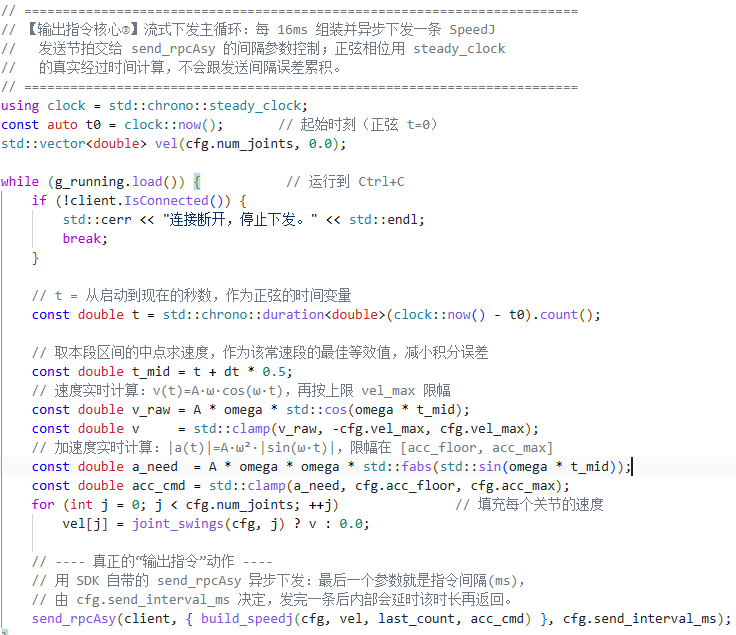 // =====================================================================
// 【输出指令核心②】流式下发主循环：每 16ms 组装并异步下发一条 SpeedJ
//   发送节拍交给 send_rpcAsy 的间隔参数控制；正弦相位用 steady_clock
//   的真实经过时间计算，不会跟发送间隔误差累积。
// =====================================================================
using clock = std::chrono::steady_clock;
const auto t0 = clock::now();       // 起始时刻（正弦 t=0）
std::vector<double> vel(cfg.num_joints, 0.0);

while (g_running.load()) {           // 运行到 Ctrl+C
    if (!client.IsConnected()) {
        std::cerr << "连接断开，停止下发。" << std::endl;
        break;
    }

    // t = 从启动到现在的秒数，作为正弦的时间变量
    const double t = std::chrono::duration<double>(clock::now() - t0).count();

    // 取本段区间的中点求速度，作为该常速段的最佳等效值，减小积分误差
    const double t_mid = t + dt * 0.5;
    // 速度实时计算：v(t)=A·ω·cos(ω·t)，再按上限 vel_max 限幅
    const double v_raw = A * omega * std::cos(omega * t_mid);
    const double v     = std::clamp(v_raw, -cfg.vel_max, cfg.vel_max);
    // 加速度实时计算：|a(t)|=A·ω²·|sin(ω·t)|，限幅在 [acc_floor, acc_max]
    const double a_need  = A * omega * omega * std::fabs(std::sin(omega * t_mid));
    const double acc_cmd = std::clamp(a_need, cfg.acc_floor, cfg.acc_max);
    for (int j = 0; j < cfg.num_joints; ++j)               // 填充每个关节的速度
        vel[j] = joint_swings(cfg, j) ? v : 0.0;

    // ---- 真正的“输出指令”动作 ----
    // 用 SDK 自带的 send_rpcAsy 异步下发：最后一个参数就是指令间隔(ms)，
    // 由 cfg.send_interval_ms 决定，发完一条后内部会延时该时长再返回。
    send_rpcAsy(client, { build_speedj(cfg, vel, last_count, acc_cmd) }, cfg.send_interval_ms);